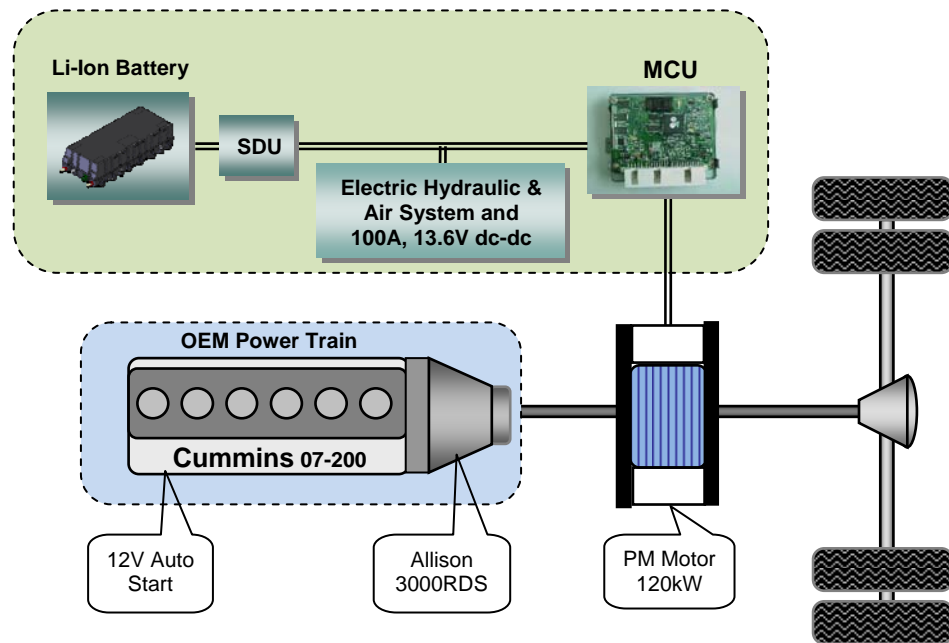 Li-Ion Battery
MCU
SDU
Electric Hydraulic &
Air System and
100A, 13.6V dc-dc
OEM Power Train
Cummins 07-200
12V Auto
Start
Allison
3000RDS
PM Motor
120kW